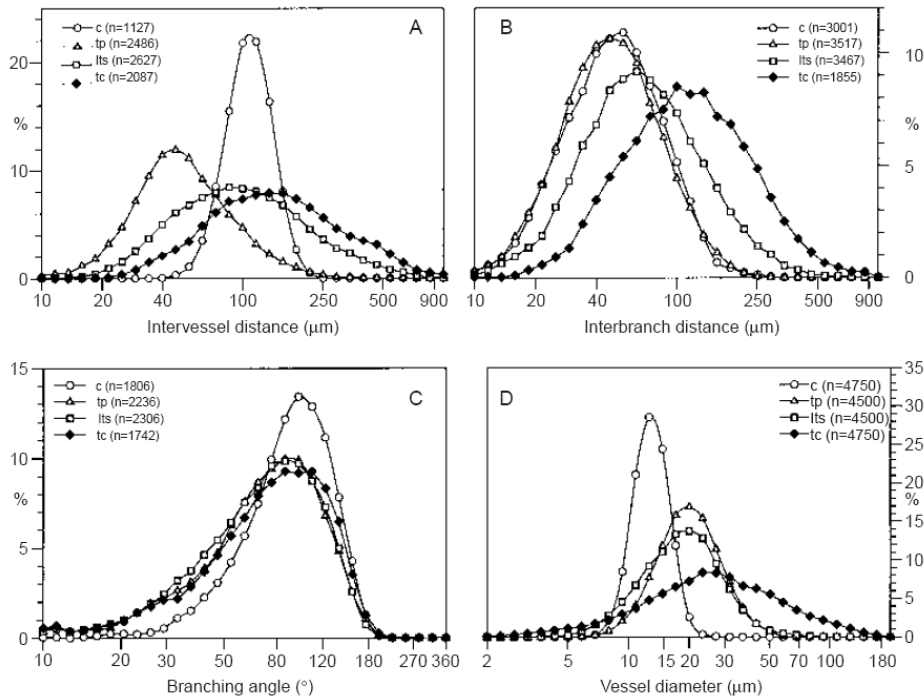 A
c (n=1127)
tp (n=2486)
lts (n=2627)
tc (n=2087)
20
%
10
0
10 20 40 100 250 500 900
Intervessel distance (μm)
B
c (n=3001)
tp (n=3517)
lts (n=3467)
tc (n=1855)
10
%
5
0
10 20 40 100 250 500 900
Interbranch distance (μm)
15
C
c (n=1806)
tp (n=2236)
lts (n=2306)
tc (n=1742)
10
%
5
0
10 20 30 50 80 120 180 270 360
Branching angle (°)
35
D
c (n=4750)
tp (n=4500)
lts (n=4500)
tc (n=4750)
30
25
20
%
15
10
5
0
2 5 10 15 20 30 50 70 100 180
Vessel diameter (μm)